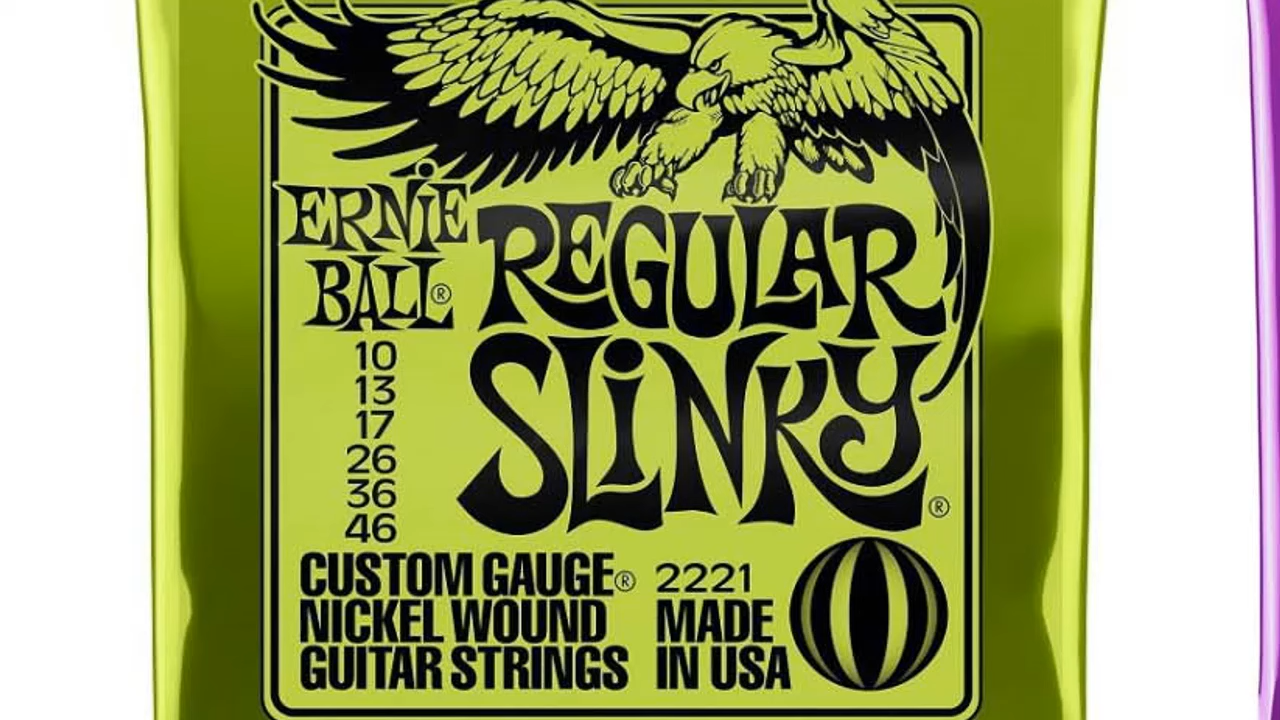 ERNiE
BALL®
REGULAR
SLiNKY®
10
13
17
26
36
46
CUSTOM GAUGE®
NICKEL WOUND
GUITAR STRINGS
2221
MADE
IN USA